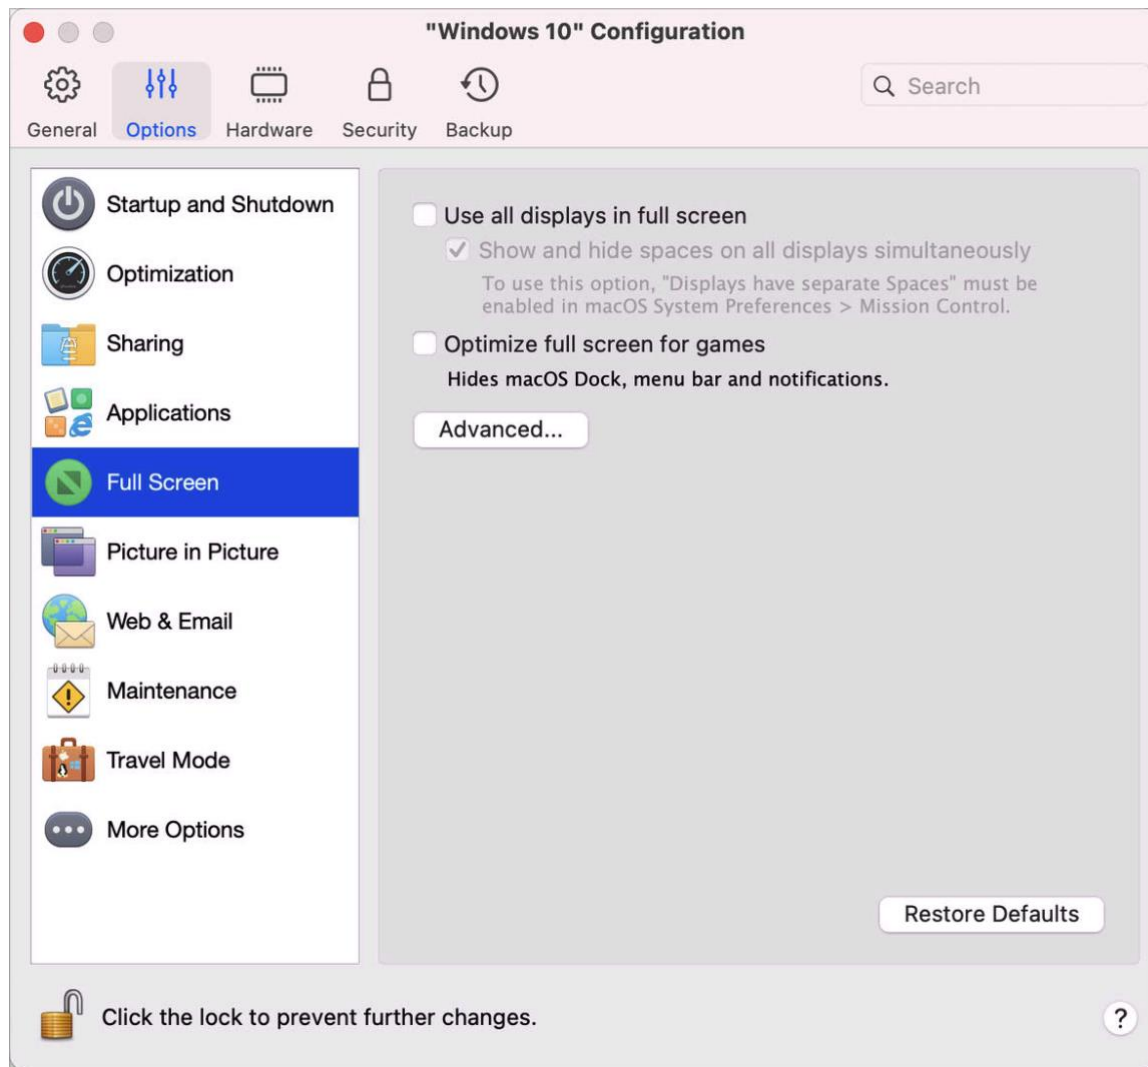 "Windows 10" Configuration
General
Options
Hardware
Security
Backup
Search
Startup and Shutdown
Optimization
Sharing
Applications
Full Screen
Picture in Picture
Web & Email
Maintenance
Travel Mode
More Options
Use all displays in full screen
Show and hide spaces on all displays simultaneously
To use this option, "Displays have separate Spaces" must be
enabled in macOS System Preferences > Mission Control.
Optimize full screen for games
Hides macOS Dock, menu bar and notifications.
Advanced...
Restore Defaults
Click the lock to prevent further changes.
?